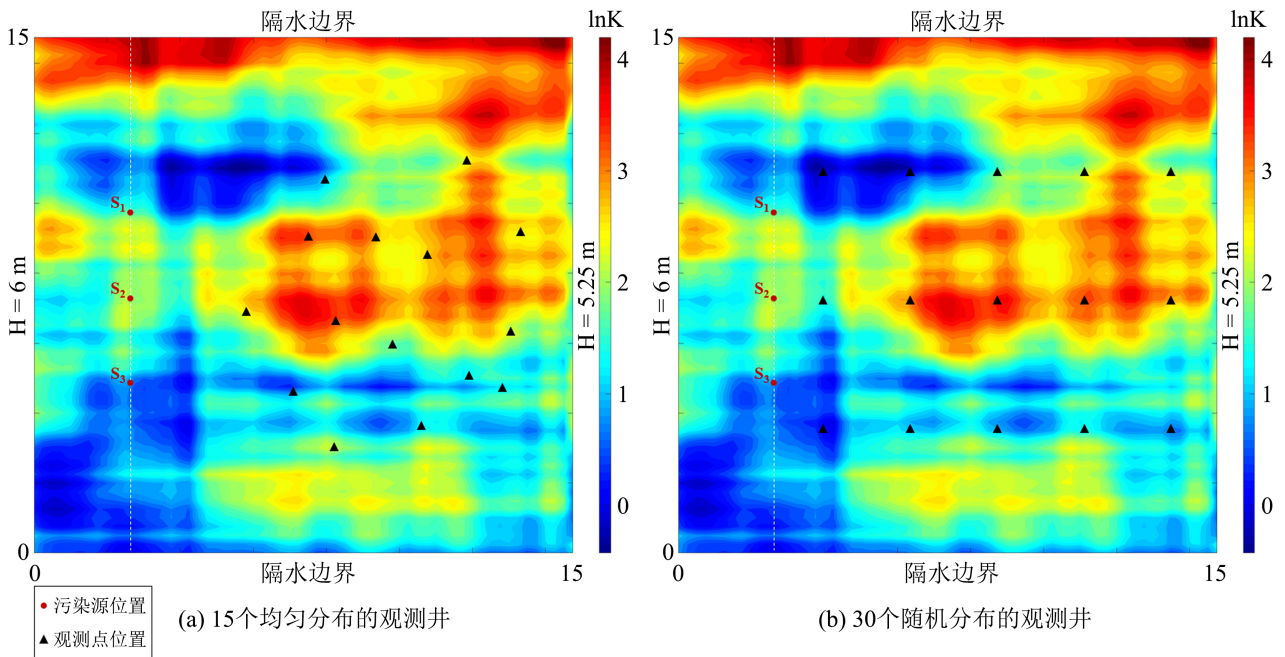 隔水边界
lnK
隔水边界
lnK
15
4
15
4
3
3
S1
S1
H = 6 m
S2
2
H = 5.25 m
H = 6 m
S2
2
H = 5.25 m
S3
1
S3
1
0
0
0
0
隔水边界
15
0
隔水边界
15
污染源位置
观测点位置
(a) 15个均匀分布的观测井
(b) 30个随机分布的观测井